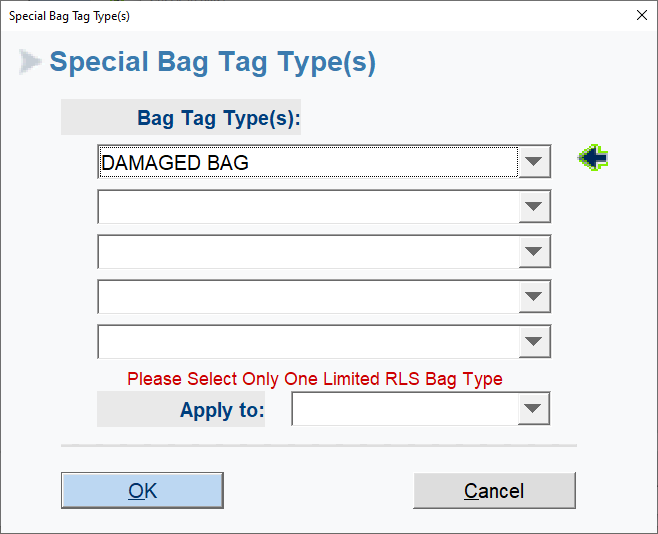 Special Bag Tag Type(s)
Special Bag Tag Type(s)
Bag Tag Type(s):
DAMAGED BAG
Please Select Only One Limited RLS Bag Type
Apply to:
OK
Cancel